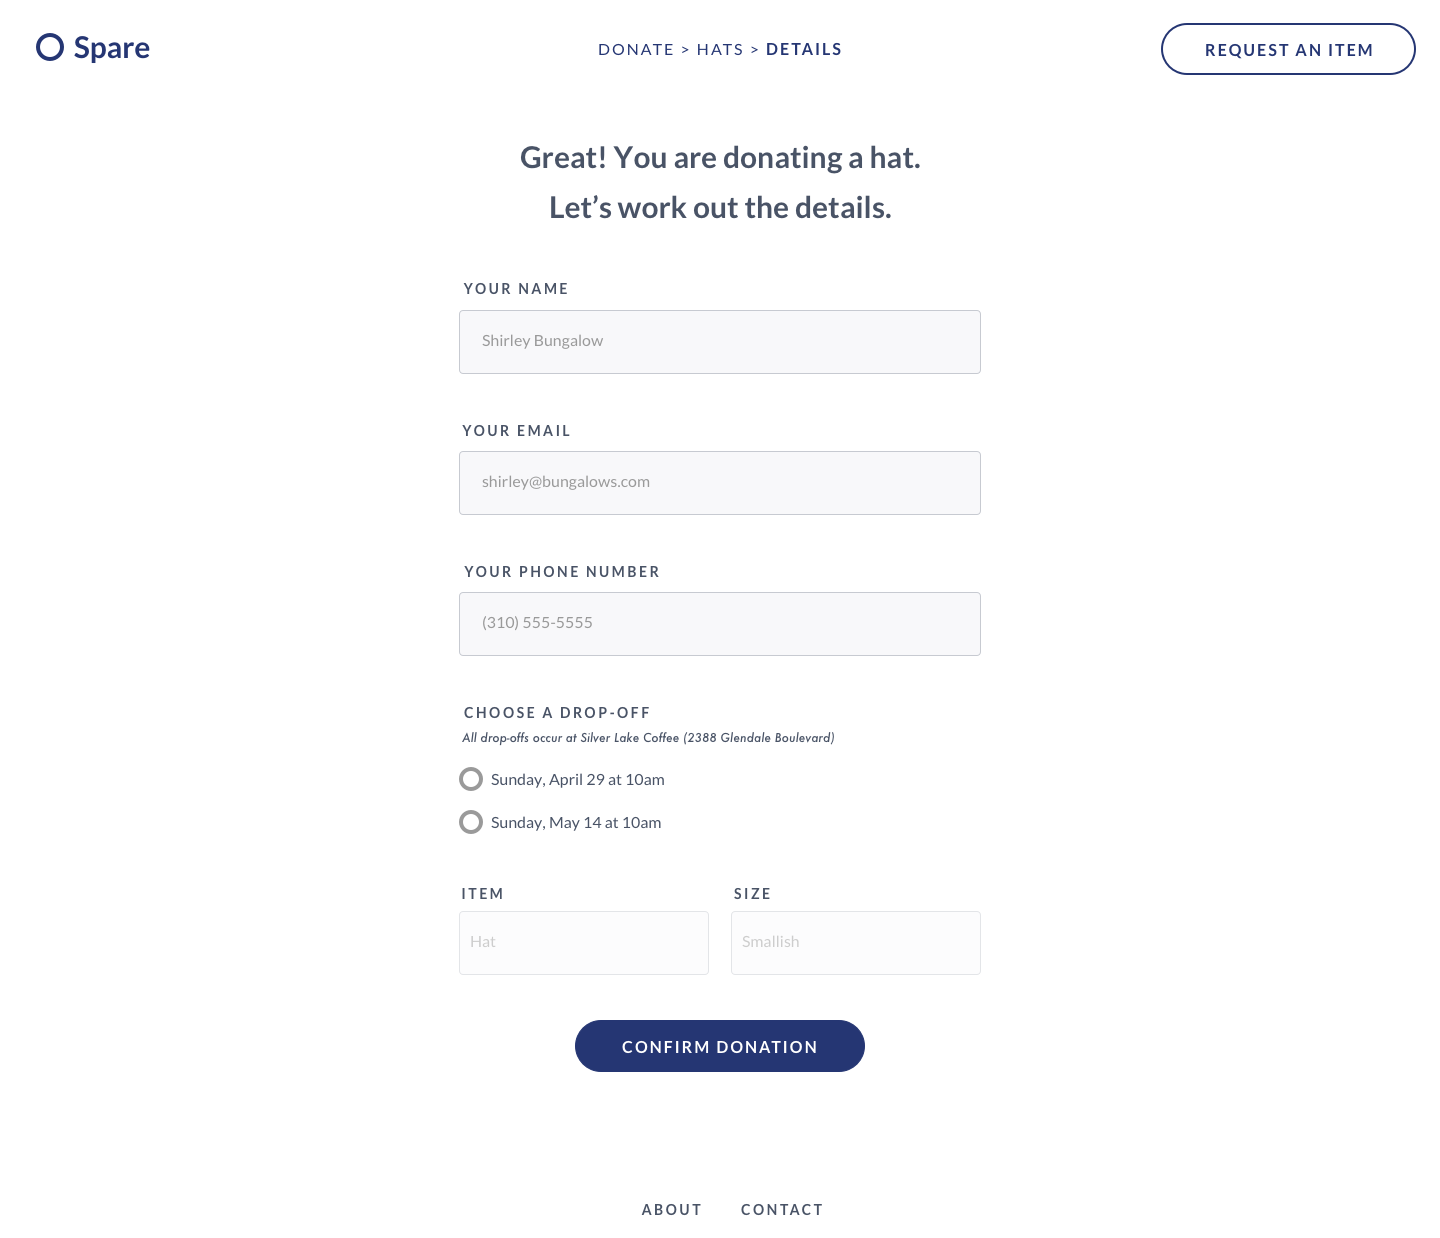 Spare
DONATE > HATS > DETAILS
REQUEST AN ITEM
Great! You are donating a hat.
Let’s work out the details.
YOUR NAME
Shirley Bungalow
YOUR EMAIL
shirley@bungalows.com
YOUR PHONE NUMBER
(310) 555-5555
CHOOSE A DROP-OFF
All drop-offs occur at Silver Lake Coffee (2388 Glendale Boulevard)
Sunday, April 29 at 10am
Sunday, May 14 at 10am
ITEM
SIZE
Hat
Smallish
CONFIRM DONATION
ABOUT
CONTACT